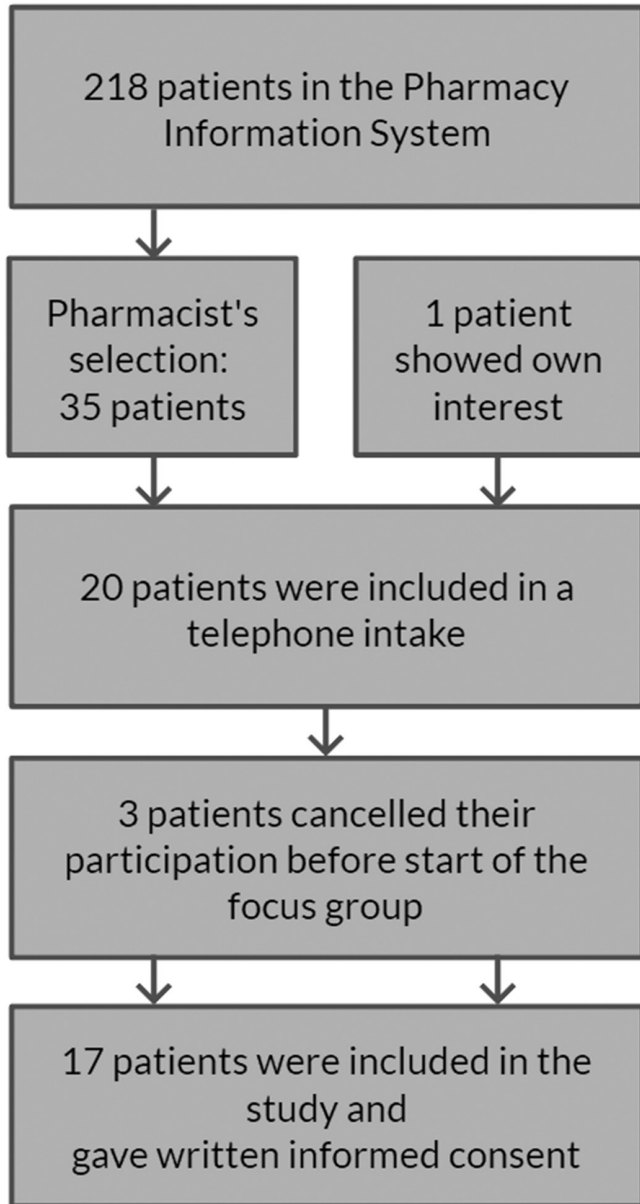 218 patients in the Pharmacy
Information System
Pharmacist's
selection:
35 patients
1 patient
showed own
interest
20 patients were included in a
telephone intake
3 patients cancelled their
participation before start of the
focus group
17 patients were included in the
study and
gave written informed consent